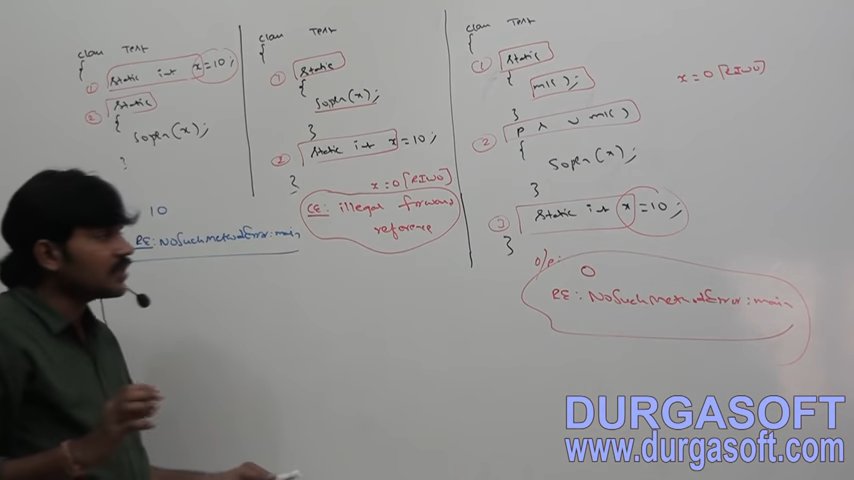 class Test
{
① static int x=10;
② static
{
Sopln(x);
}
10
RE: NoSuchMethodError: main
class Test
{
① static
{
Sopln(x);
}
② static int x=10;
}
x=0 [RIWO]
CE: illegal forward
reference
class Test
{
① static
{
m1();
}
② p s v m1()
{
Sopln(x);
}
③ static int x=10;
}
x=0 [RIWO]
o/p:
0
RE: NoSuchMethodError: main
DURGASOFT
www.durgasoft.com